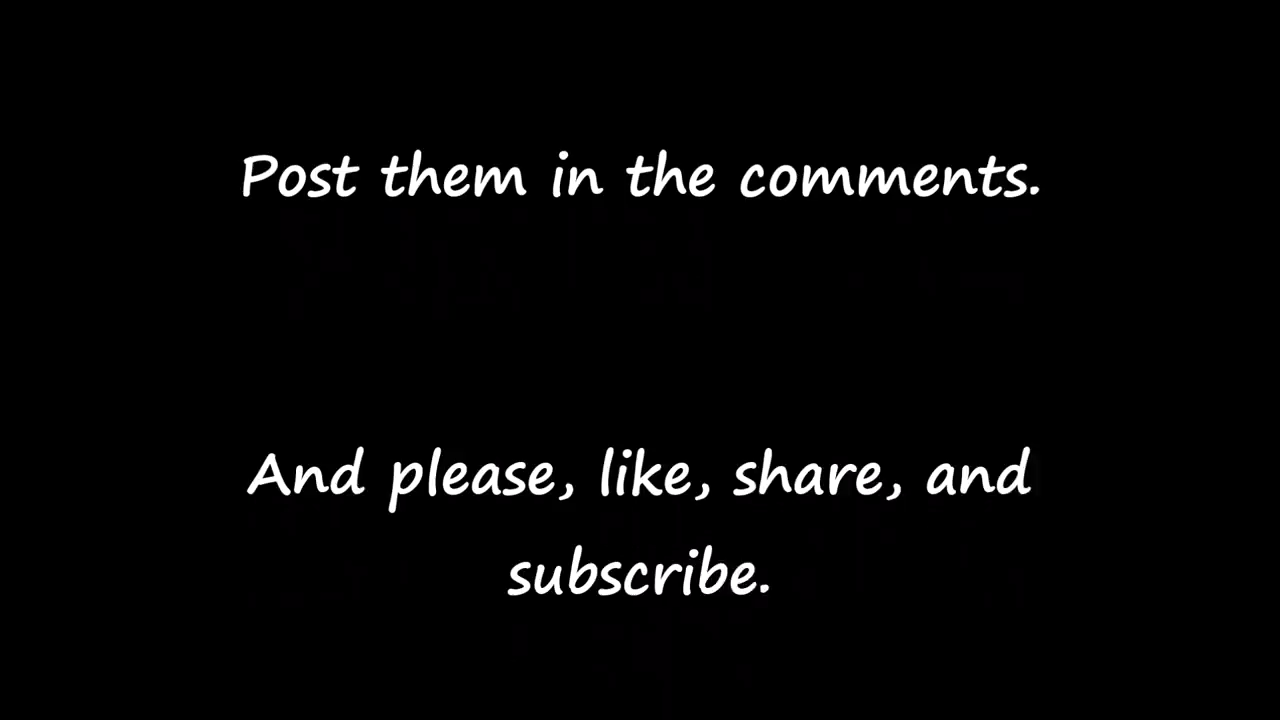 Post them in the comments.
And please, like, share, and
subscribe.